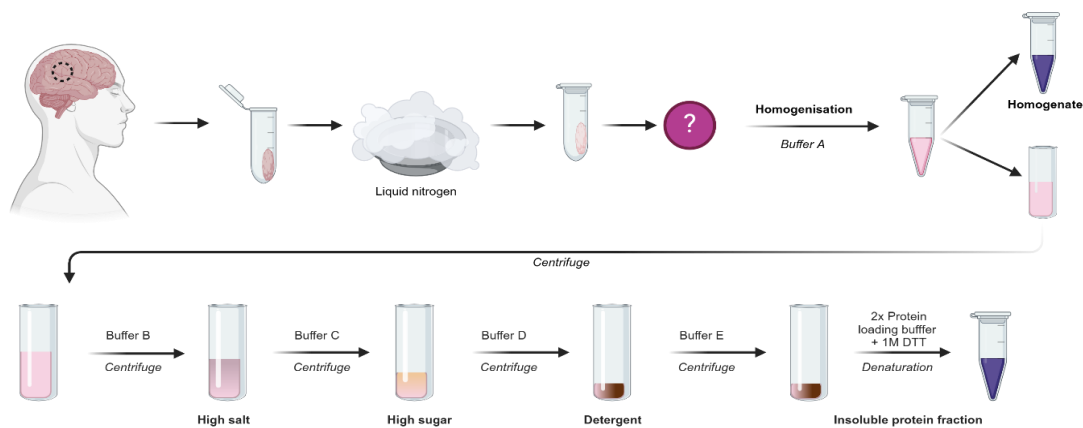 ?
Homogenisation
Buffer A
Homogenate
Liquid nitrogen
Centrifuge
Buffer B
Centrifuge
Buffer C
Centrifuge
Buffer D
Centrifuge
Buffer E
Centrifuge
2x Protein
loading bufffer
+ 1M DTT
Denaturation
High salt
High sugar
Detergent
Insoluble protein fraction